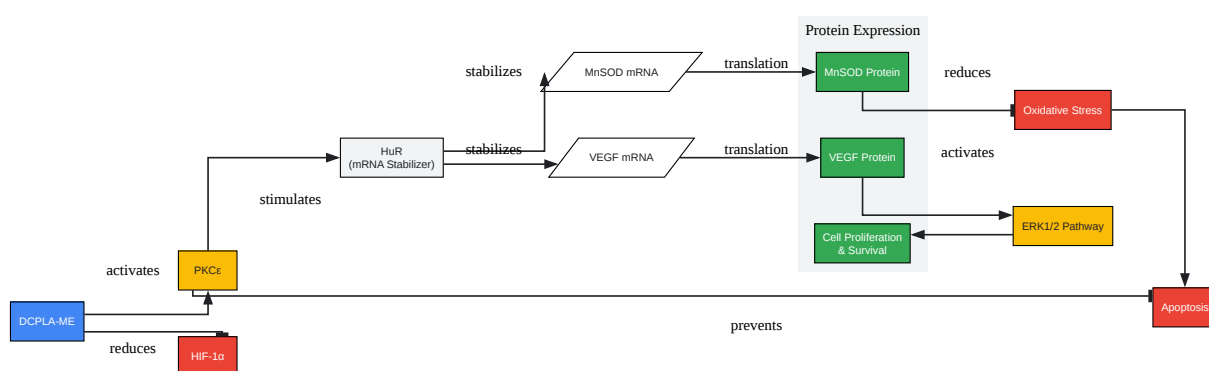 Protein Expression
stabilizes
MnSOD mRNA
translation
MnSOD Protein
reduces
Oxidative Stress
HuR
(mRNA Stabilizer)
stabilizes
VEGF mRNA
translation
VEGF Protein
activates
stimulates
ERK1/2 Pathway
Cell Proliferation
& Survival
activates
PKCε
DCPLA-ME
Apoptosis
prevents
reduces
HIF-1α